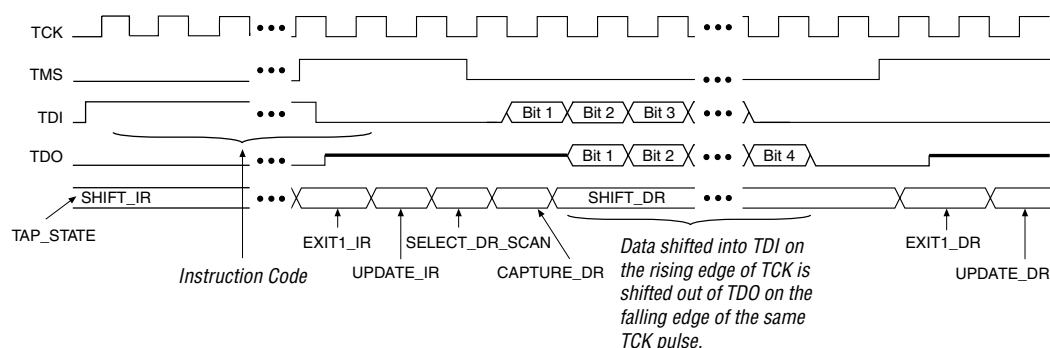 TCK
TMS
TDI
Bit 1 Bit 2 Bit 3
TDO
Bit 1 Bit 2 Bit 4
SHIFT_IR SHIFT_DR
TAP_STATE
EXIT1_IR SELECT_DR_SCAN EXIT1_DR
Instruction Code UPDATE_IR CAPTURE_DR UPDATE_DR
Data shifted into TDI on
the rising edge of TCK is
shifted out of TDO on the
falling edge of the same
TCK pulse.